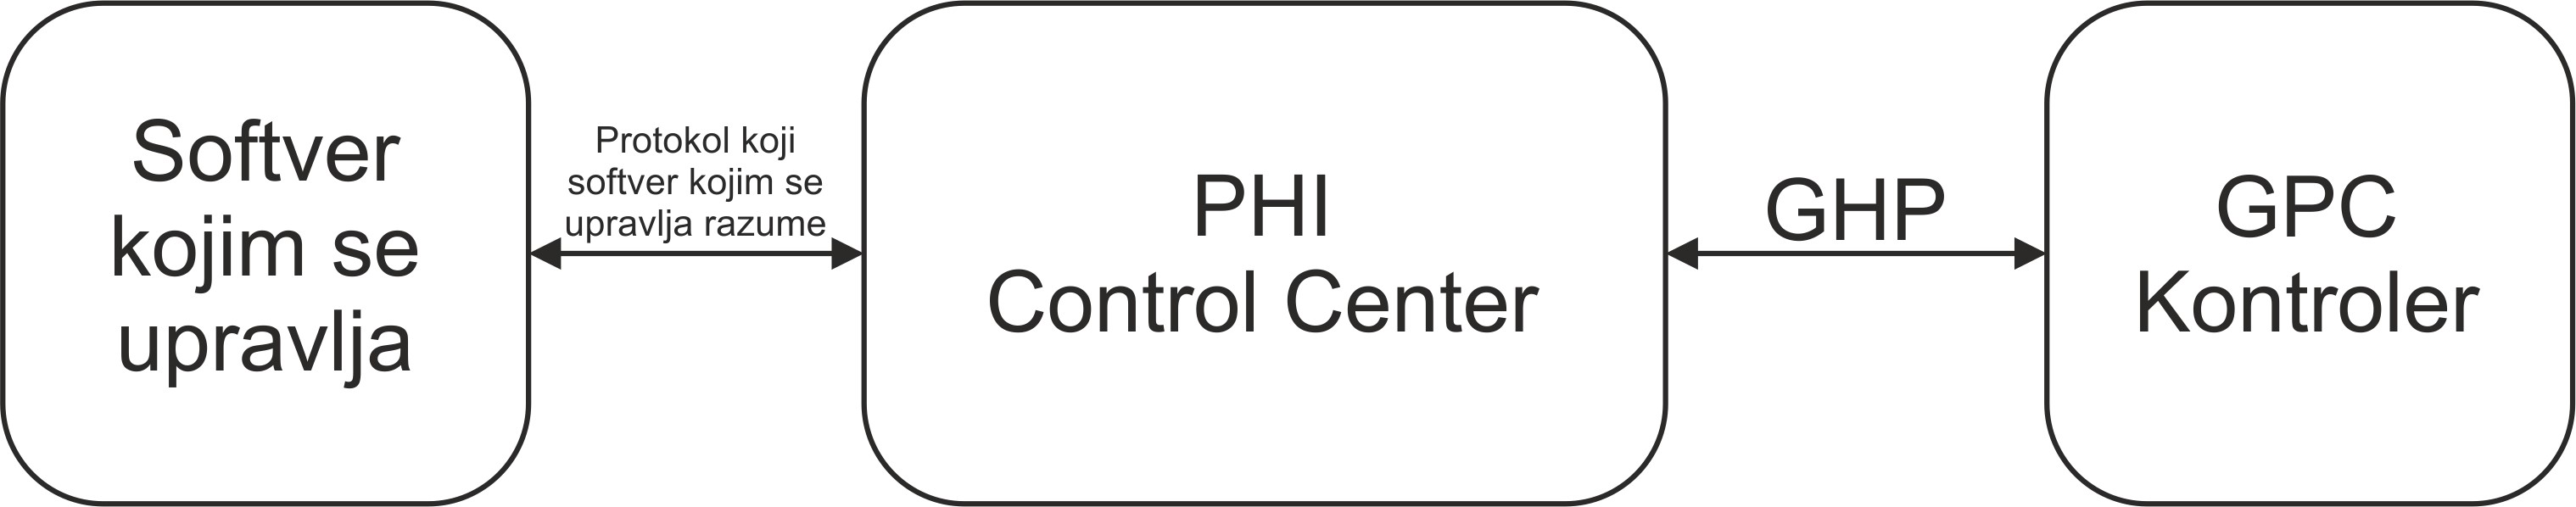 Softver
kojim se
upravlja
Protokol koji
softver kojim se
upravlja razume
PHI
Control Center
GHP
GPC
Kontroler